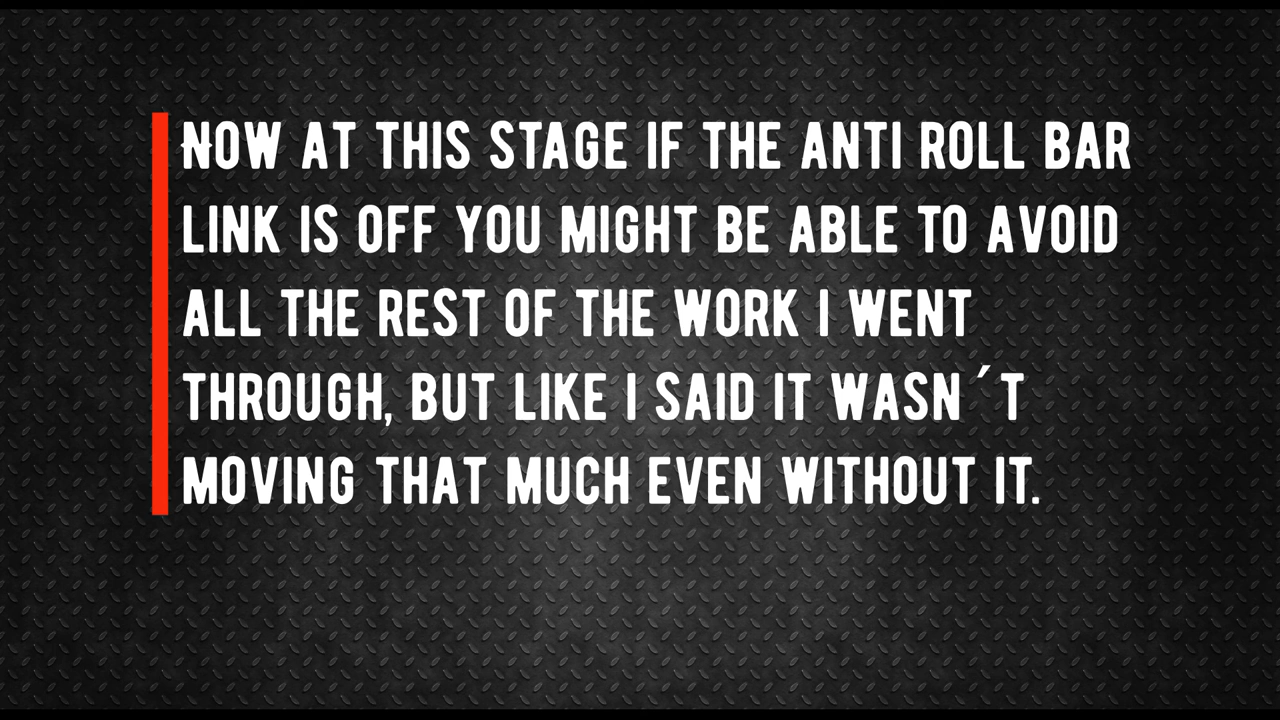 NOW AT THIS STAGE IF THE ANTI ROLL BAR
LINK IS OFF YOU MIGHT BE ABLE TO AVOID
ALL THE REST OF THE WORK I WENT
THROUGH, BUT LIKE I SAID IT WASN´T
MOVING THAT MUCH EVEN WITHOUT IT.